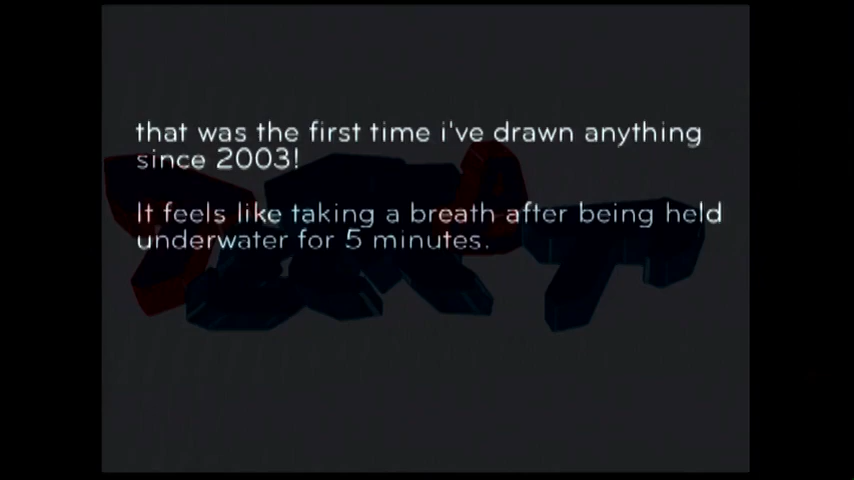 that was the first time i've drawn anything
since 2003!
It feels like taking a breath after being held
underwater for 5 minutes.